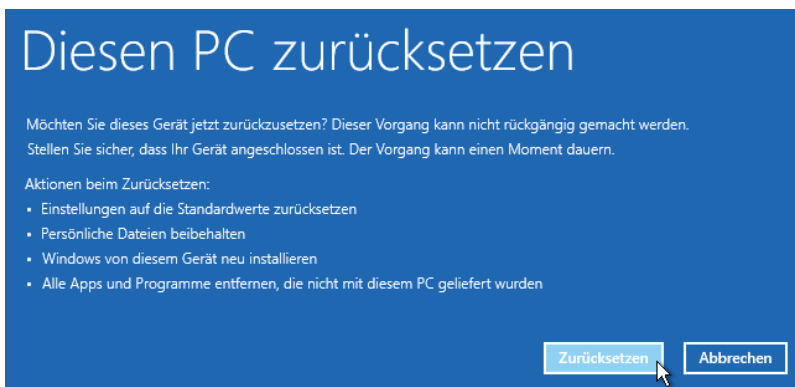 Diesen PC zurücksetzen
Möchten Sie dieses Gerät jetzt zurückzusetzen? Dieser Vorgang kann nicht rückgängig gemacht werden.
Stellen Sie sicher, dass Ihr Gerät angeschlossen ist. Der Vorgang kann einen Moment dauern.
Aktionen beim Zurücksetzen:
• Einstellungen auf die Standardwerte zurücksetzen
• Persönliche Dateien beibehalten
• Windows von diesem Gerät neu installieren
• Alle Apps und Programme entfernen, die nicht mit diesem PC geliefert wurden
Zurücksetzen Abbrechen